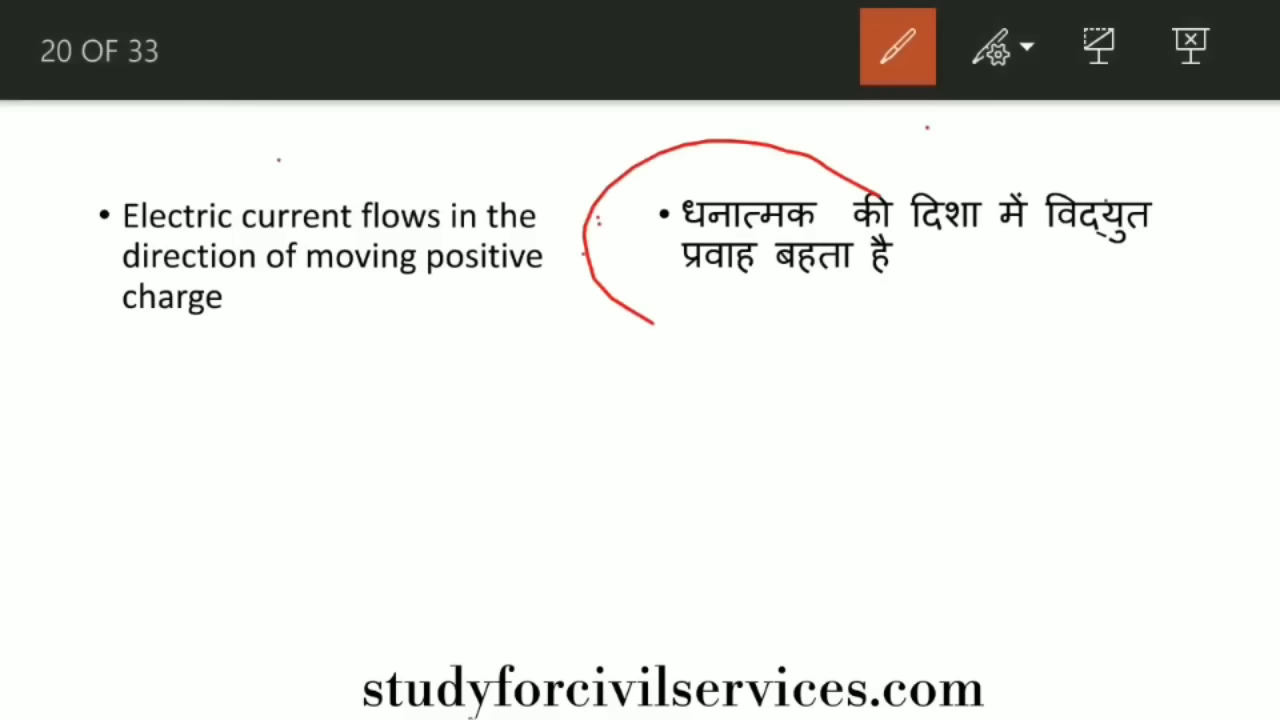 20 OF 33
• Electric current flows in the
direction of moving positive
charge
• धनात्मक की दिशा में विद्युत
प्रवाह बहता है
studyforcivilservices.com